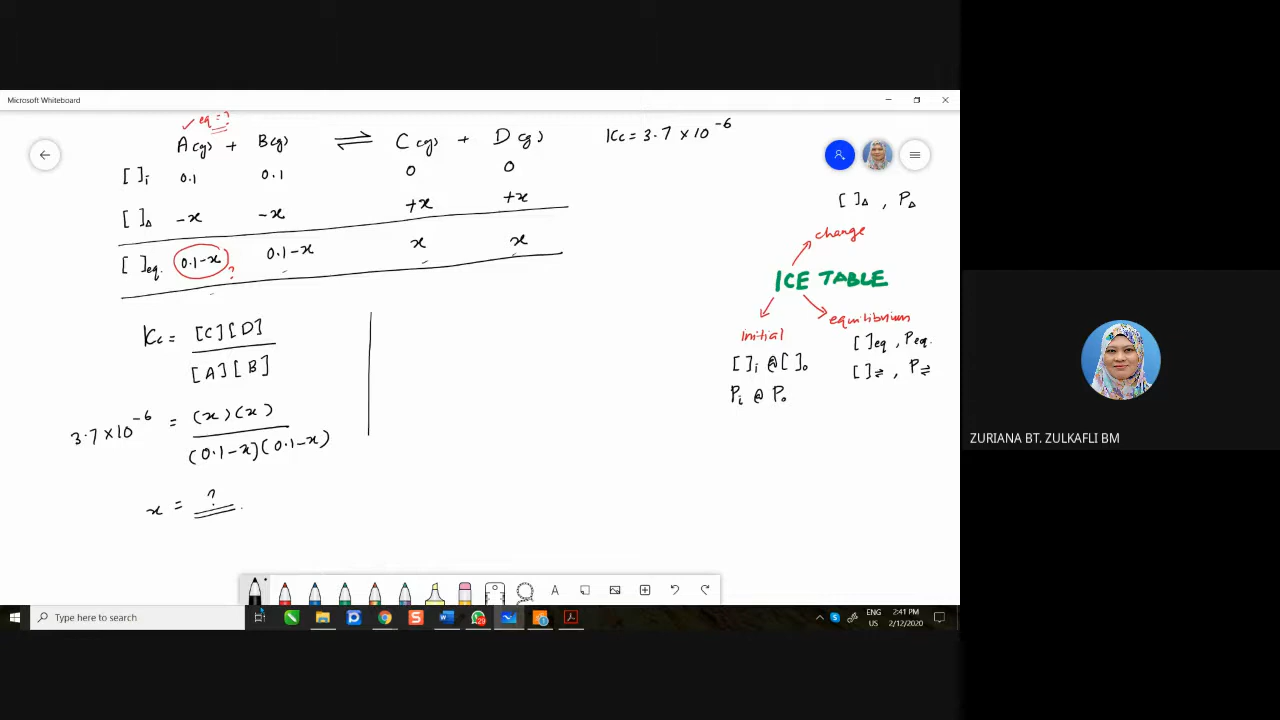 Microsoft Whiteboard
✓ eq = ?
A(g) + B(g) ⇌ C(g) + D(g)
Kc = 3.7 × 10⁻⁶
[ ]i 0.1 0.1 0 0
[ ]Δ -x -x +x +x
[ ]eq. 0.1-x ? 0.1-x x x
Kc = [C][D]
[A][B]
3.7×10⁻⁶ = (x)(x)
(0.1-x)(0.1-x)
x = ?
[ ]Δ , PΔ
change
ICE TABLE
initial
[ ]i @ [ ]o
Pi @ Po
equilibrium
[ ]eq , Peq.
[ ]⇌ , P⇌
ZURIANA BT. ZULKAFLI BM
A
Type here to search
29
ENG
US
2:41 PM
2/12/2020